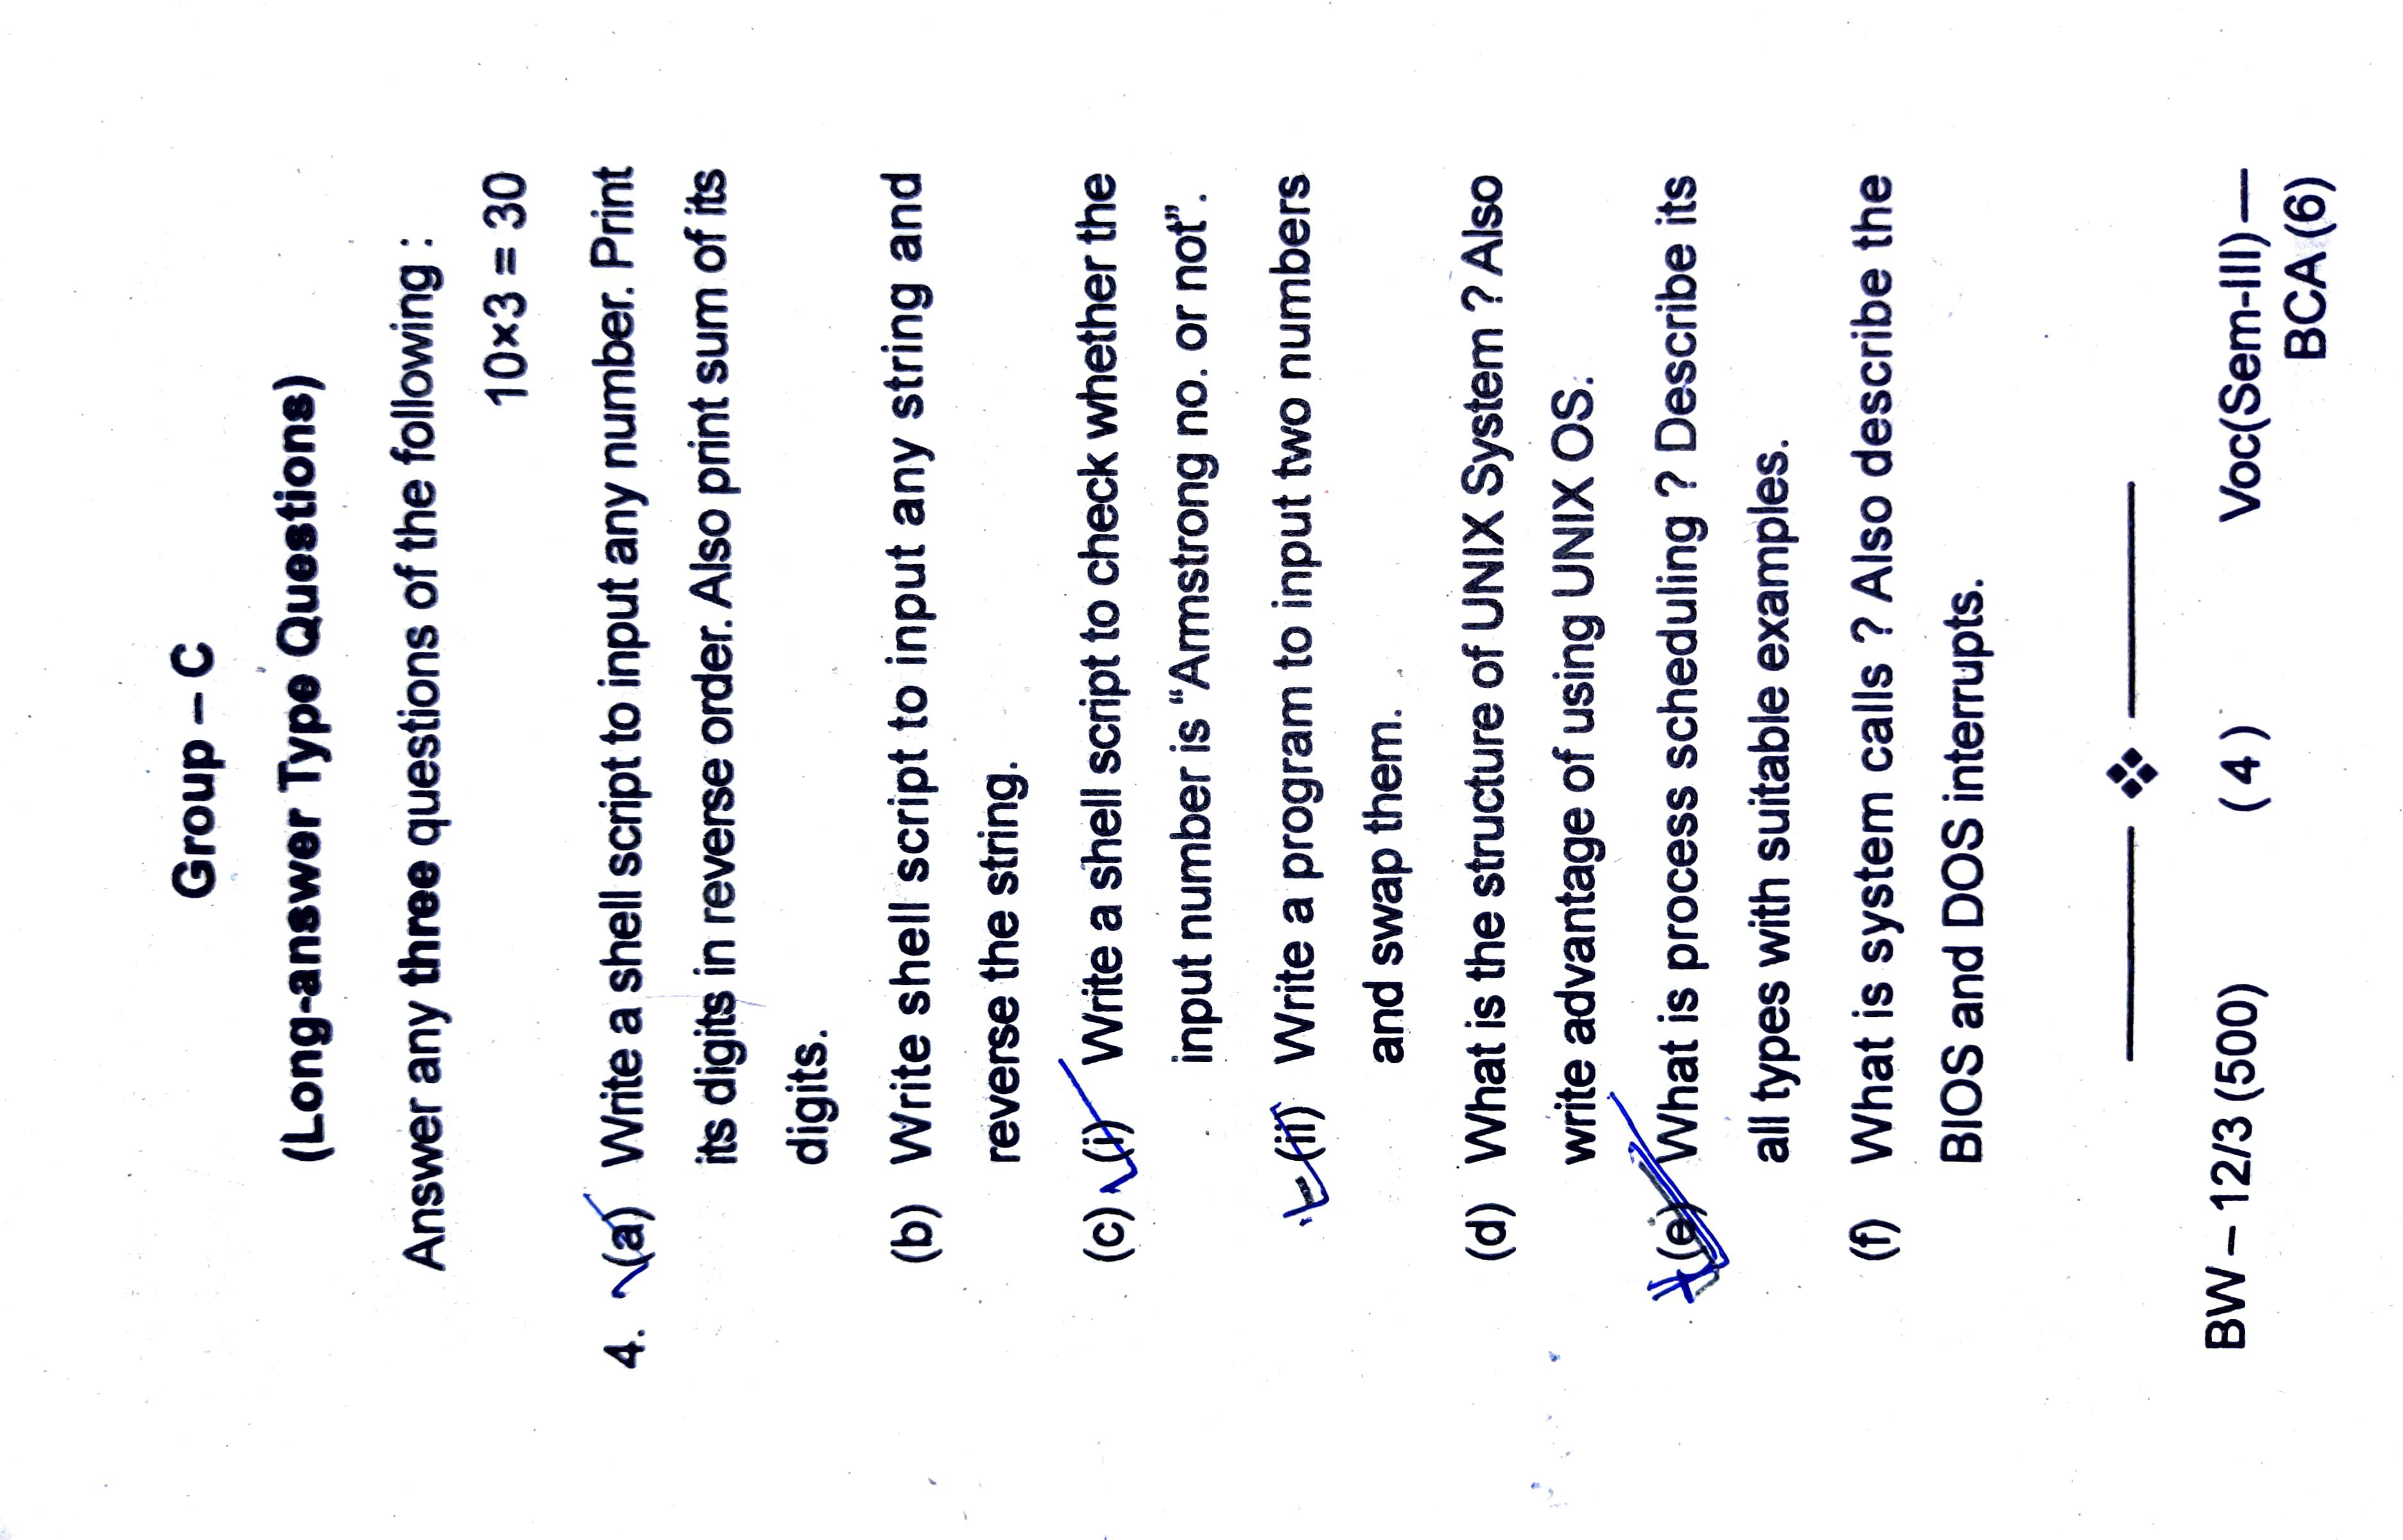 Group – C
(Long-answer Type Questions)
Answer any three questions of the following :
10×3 = 30
4. (a) Write a shell script to input any number. Print
its digits in reverse order. Also print sum of its
digits.
(b) Write shell script to input any string and
reverse the string.
(c) (i) Write a shell script to check whether the
input number is “Armstrong no. or not”.
(ii) Write a program to input two numbers
and swap them.
(d) What is the structure of UNIX System ? Also
write advantage of using UNIX OS.
(e) What is process scheduling ? Describe its
all types with suitable examples.
(f) What is system calls ? Also describe the
BIOS and DOS interrupts.
BW – 12/3 (500) ( 4 ) Voc(Sem-III) —
BCA (6)